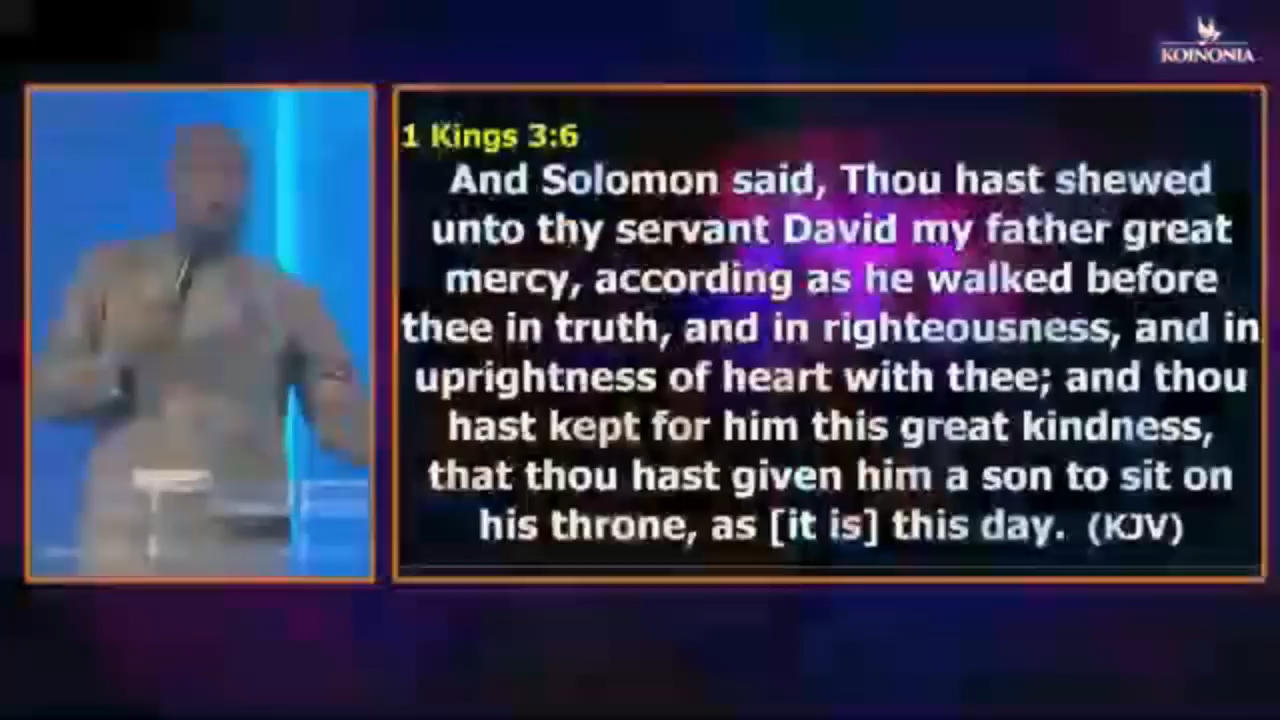 KOINONIA
1 Kings 3:6
And Solomon said, Thou hast shewed
unto thy servant David my father great
mercy, according as he walked before
thee in truth, and in righteousness, and in
uprightness of heart with thee; and thou
hast kept for him this great kindness,
that thou hast given him a son to sit on
his throne, as [it is] this day. (KJV)